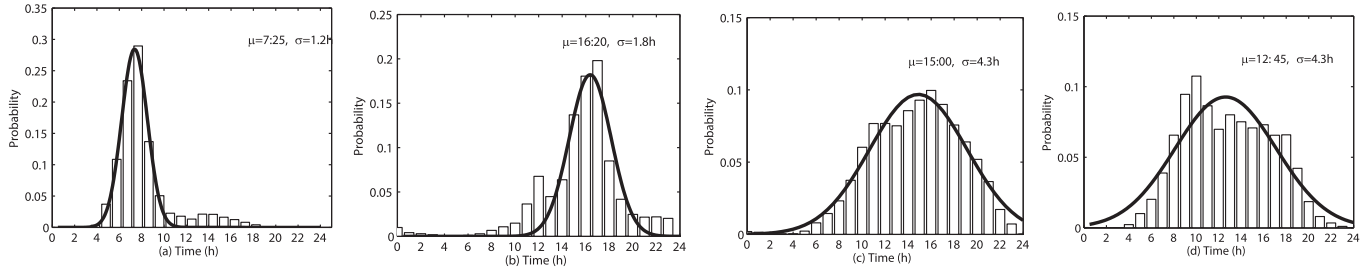 0.35
0.3
0.25
0.2
0.15
0.1
0.05
0
Probability
μ=7:25, σ=1.2h
0 2 4 6 8 10 12 14 16 18 20 22 24
(a) Time (h)
0.25
0.2
0.15
0.1
0.05
0
Probability
μ=16:20, σ=1.8h
0 2 4 6 8 10 12 14 16 18 20 22 24
(b) Time (h)
0.15
0.1
0.05
0
Probability
μ=15:00, σ=4.3h
0 2 4 6 8 10 12 14 16 18 20 22 24
(c) Time (h)
0.15
0.1
0.05
0
Probability
μ=12: 45, σ=4.3h
0 2 4 6 8 10 12 14 16 18 20 22 24
(d) Time (h)